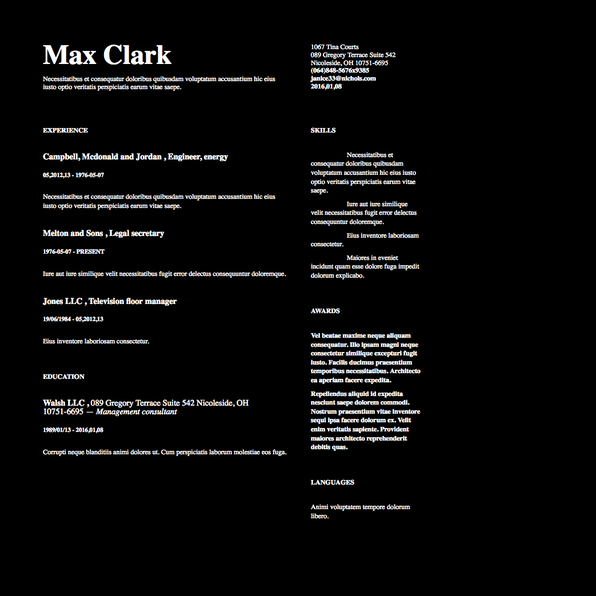 Max Clark
Necessitatibus et consequatur doloribus quibusdam voluptatum accusantium hic eius
iusto optio veritatis perspiciatis earum vitae saepe.
1067 Tina Courts
089 Gregory Terrace Suite 542
Nicoleside, OH 10751-6695
(064)848-5676x9385
janice33@nichols.com
2016,01,08
EXPERIENCE
Campbell, Mcdonald and Jordan , Engineer, energy
05,2012,13 - 1976-05-07
Necessitatibus et consequatur doloribus quibusdam voluptatum accusantium hic eius
iusto optio veritatis perspiciatis earum vitae saepe.
Melton and Sons , Legal secretary
1976-05-07 - PRESENT
Iure aut iure similique velit necessitatibus fugit error delectus consequuntur doloremque.
Jones LLC , Television floor manager
19/06/1984 - 05,2012,13
Eius inventore laboriosam consectetur.
EDUCATION
Walsh LLC , 089 Gregory Terrace Suite 542 Nicoleside, OH
10751-6695 — Management consultant
1989/01/13 - 2016,01,08
Corrupti neque blanditiis animi dolores ut. Cum perspiciatis laborum molestiae eos fuga.
SKILLS
Necessitatibus et
consequatur doloribus quibusdam
voluptatum accusantium hic eius iusto
optio veritatis perspiciatis earum vitae
saepe.
Iure aut iure similique
velit necessitatibus fugit error delectus
consequuntur doloremque.
Eius inventore laboriosam
consectetur.
Maiores in eveniet
incidunt quam esse dolore fuga impedit
dolorum explicabo.
AWARDS
Vel beatae maxime neque aliquam
consequatur. Illo ipsam magni neque
consectetur similique excepturi fugit
iusto. Facilis ducimus praesentium
temporibus necessitatibus. Architecto
ea aperiam facere expedita.
Repellendus aliquid id expedita
nesciunt saepe dolorem commodi.
Nostrum praesentium vitae inventore
sequi ipsa facere dolorum ex. Velit
enim veritatis sapiente. Provident
maiores architecto reprehenderit
debitis quas.
LANGUAGES
Animi voluptatem tempore dolorum
libero.